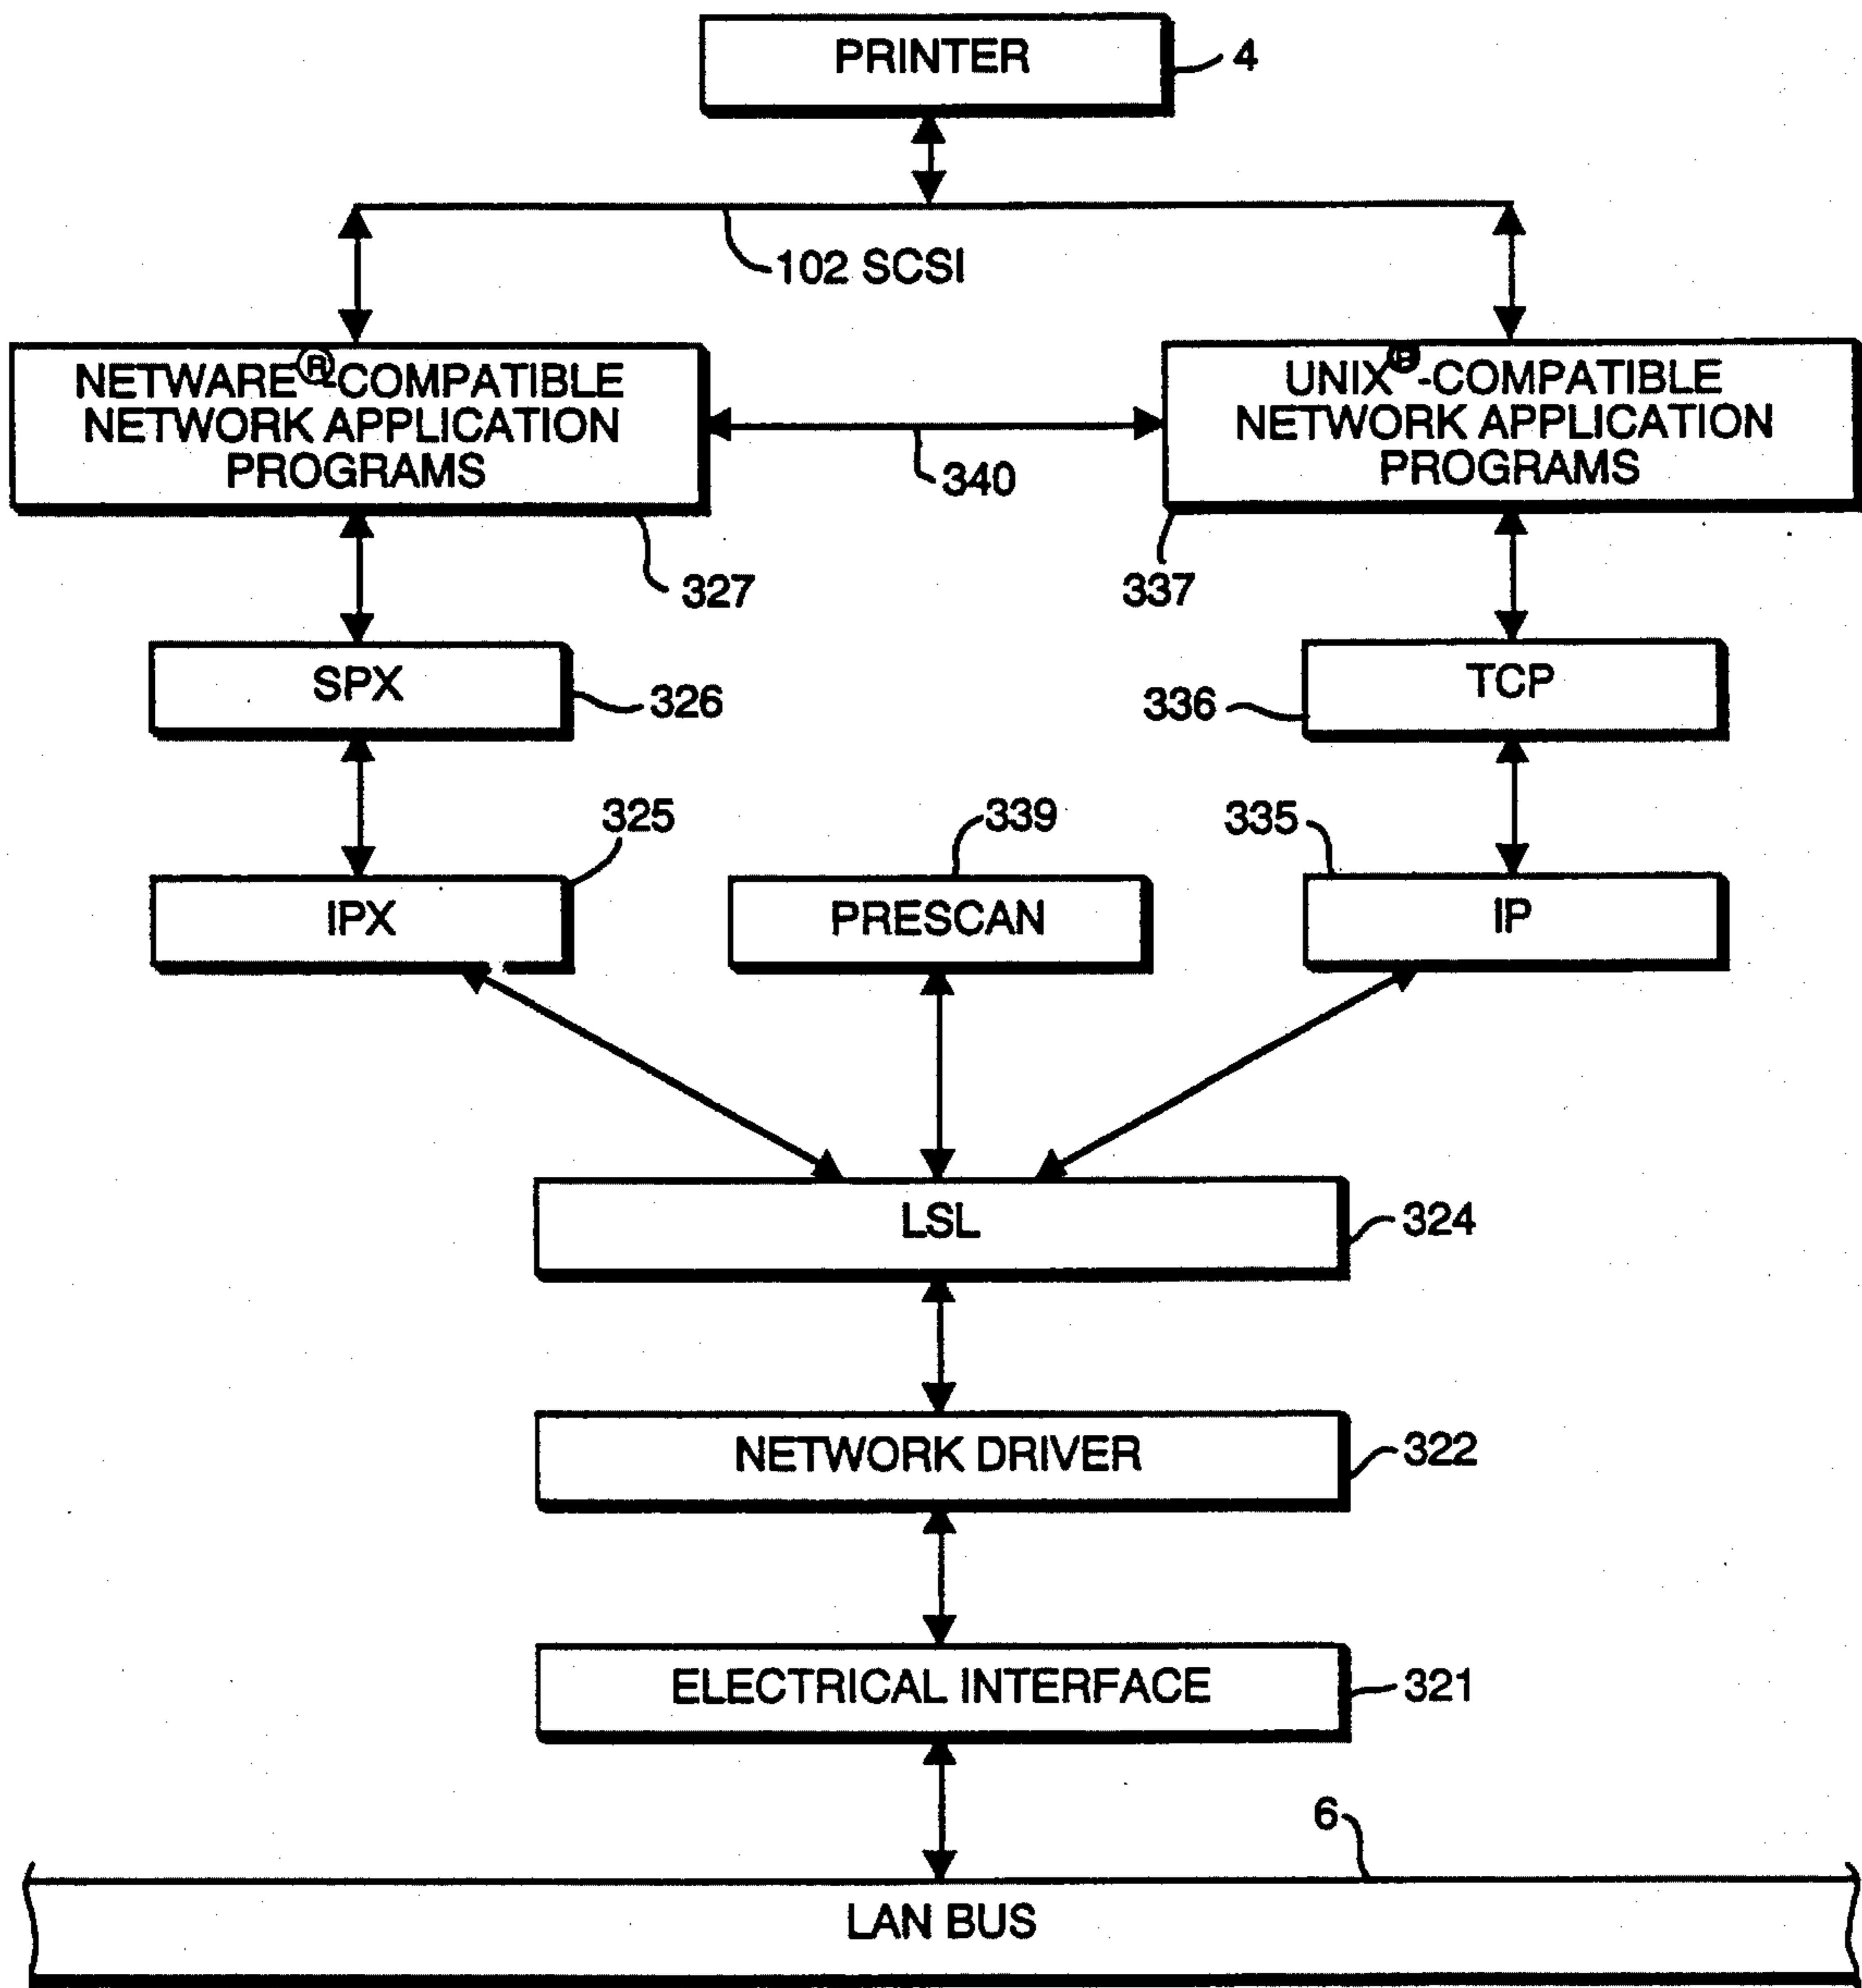 PRINTER
4
102 SCSI
NETWARE®-COMPATIBLE
NETWORK APPLICATION
PROGRAMS
340
UNIX®-COMPATIBLE
NETWORK APPLICATION
PROGRAMS
327
337
SPX
326
336
TCP
325
339
335
IPX
PRESCAN
IP
LSL
324
NETWORK DRIVER
322
ELECTRICAL INTERFACE
321
6
LAN BUS